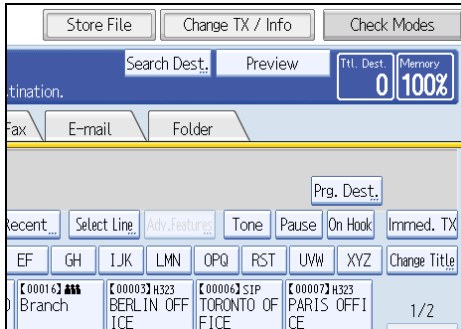 Store File Change TX / Info Check Modes
Search Dest. Preview Ttl. Dest. Memory
tination. 0 100%
Fax E-mail Folder
Prg. Dest.
Recent Select Line Adv.Features Tone Pause On Hook Immed. TX
EF GH IJK LMN OPQ RST UVW XYZ Change Title
【00016】 【00003】H323 【00006】SIP 【00007】H323
Branch BERLIN OFF TORONTO OF PARIS OFFI 1/2
ICE FICE CE